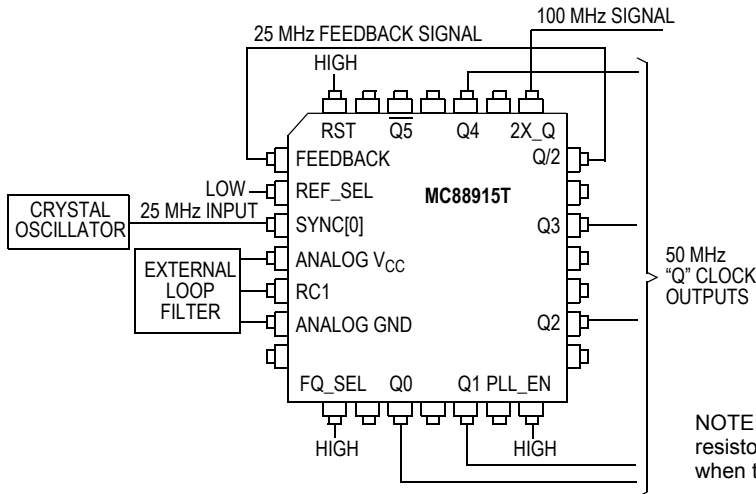 100 MHz SIGNAL
25 MHz FEEDBACK SIGNAL
HIGH
RST Q5 Q4 2X_Q
FEEDBACK Q/2
LOW REF_SEL MC88915T
CRYSTAL
OSCILLATOR
25 MHz INPUT SYNC[0] Q3
ANALOG VCC
EXTERNAL
LOOP
FILTER
RC1
ANALOG GND Q2
50 MHz
“Q” CLOCK
OUTPUTS
FQ_SEL Q0 Q1 PLL_EN
HIGH HIGH
NOTE
resisto
when t